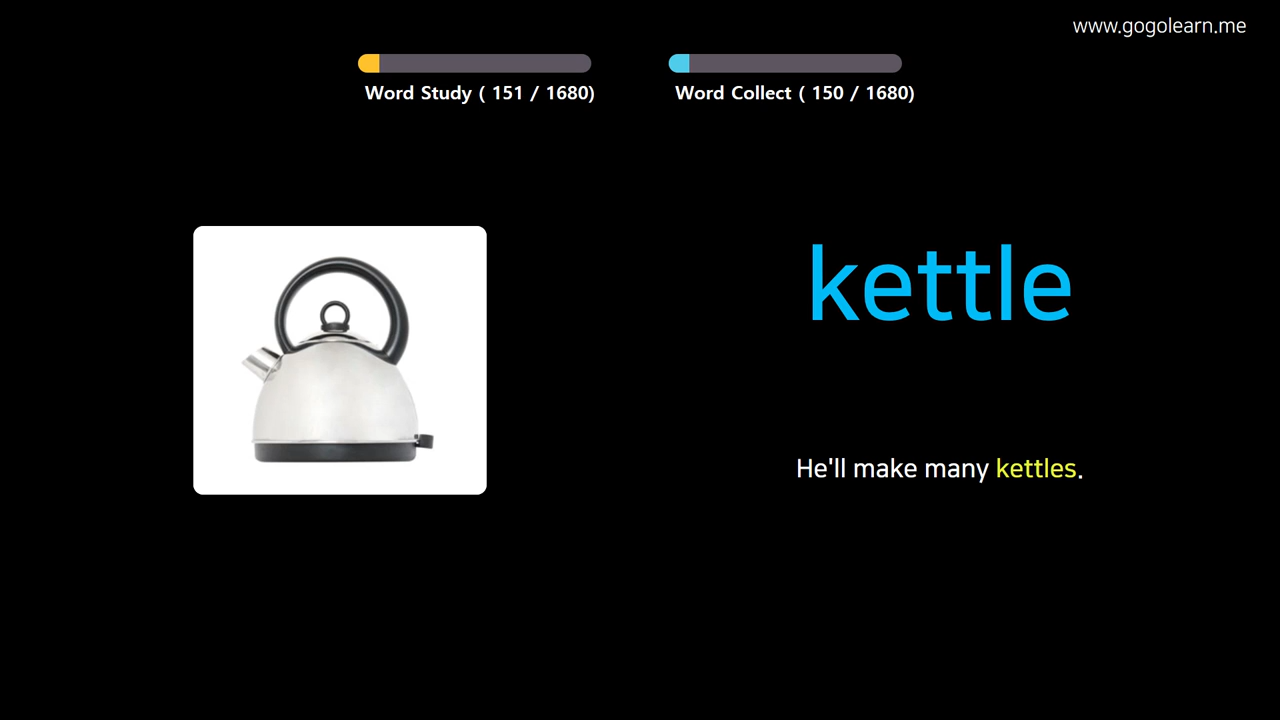 www.gogolearn.me
Word Study ( 151 / 1680)
Word Collect ( 150 / 1680)
kettle
He'll make many kettles.